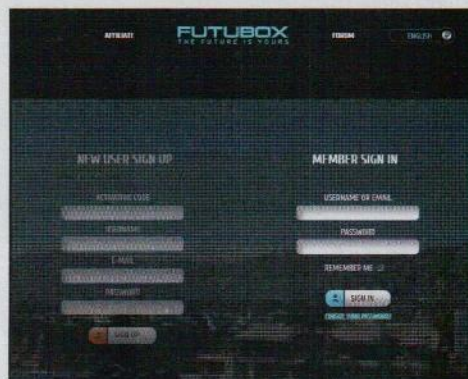 AFFILIATE
FUTUBOX
THE FUTURE IS YOURS
FORUM
ENGLISH
NEW USER SIGN UP
ACTIVATION CODE
USERNAME
E-MAIL
PASSWORD
SIGN UP
MEMBER SIGN IN
USERNAME OR EMAIL
PASSWORD
REMEMBER ME
SIGN IN